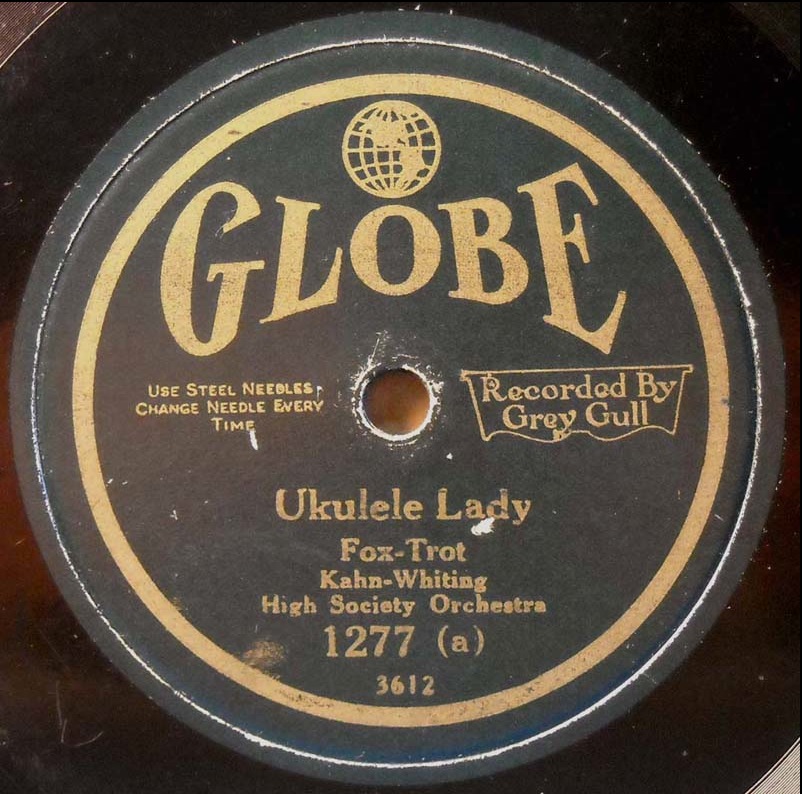 GLOBE
USE STEEL NEEDLES,
CHANGE NEEDLE EVERY
TIME
Recorded By
Grey Gull
Ukulele Lady
Fox-Trot
Kahn-Whiting
High Society Orchestra
1277 (a)
3612